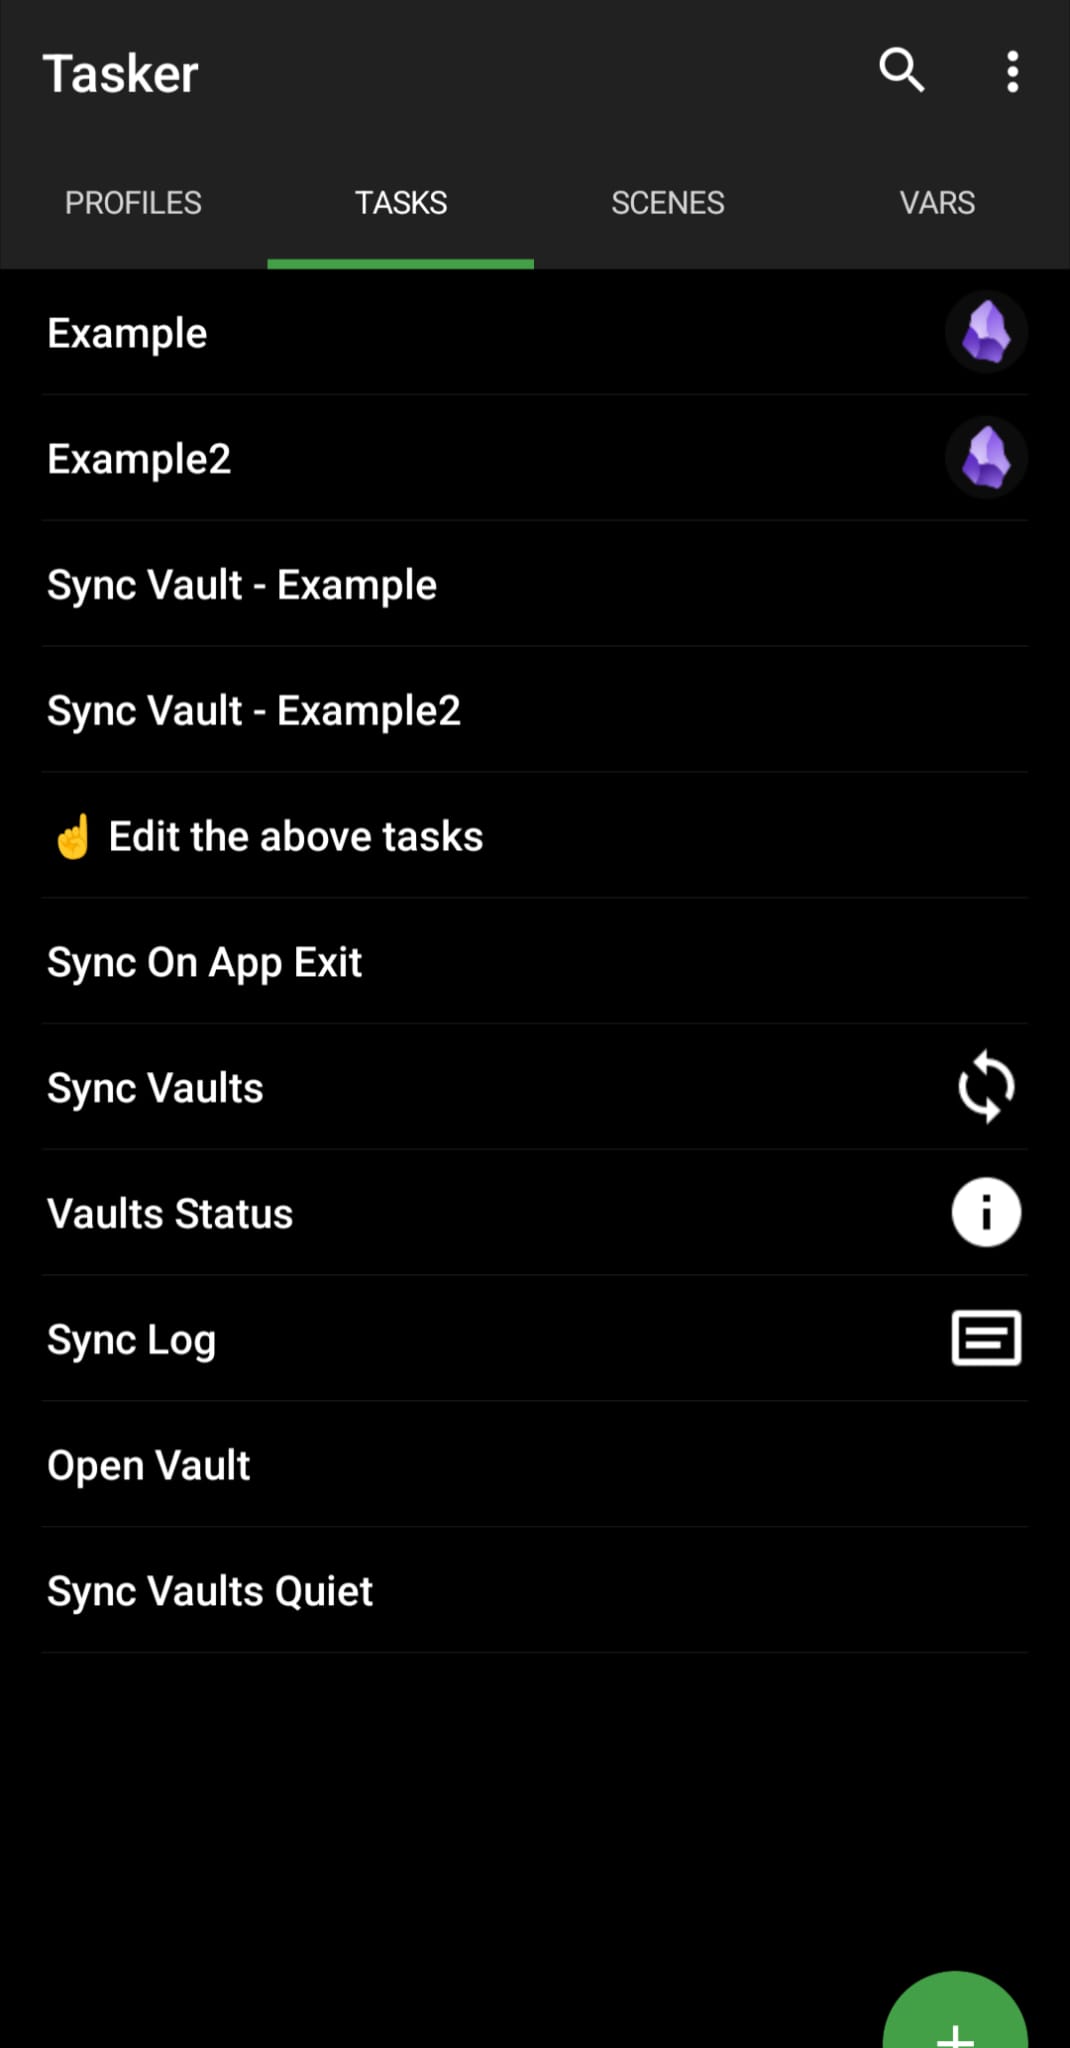 Tasker
PROFILES TASKS SCENES VARS
Example
Example2
Sync Vault - Example
Sync Vault - Example2
☝️ Edit the above tasks
Sync On App Exit
Sync Vaults
Vaults Status
Sync Log
Open Vault
Sync Vaults Quiet